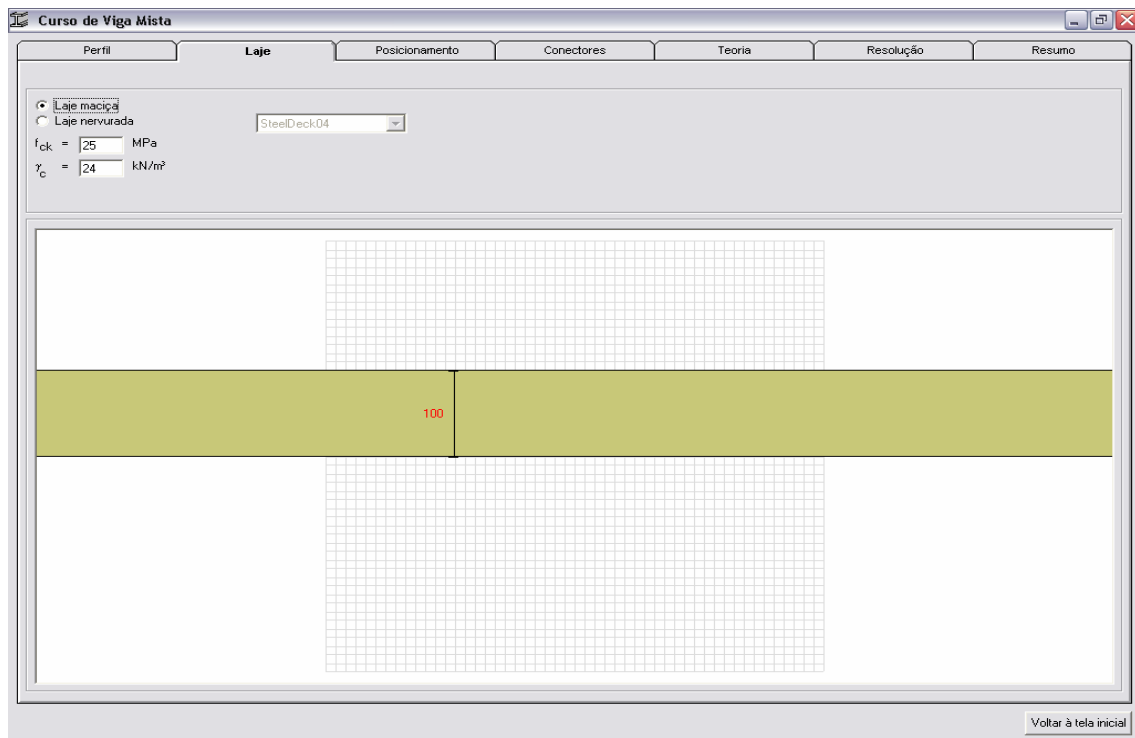 Curso de Viga Mista
Perfil Laje Posicionamento Conectores Teoria Resolução Resumo
Laje maciça
Laje nervurada
SteelDeck04
fck = 25 MPa
γc = 24 kN/m³
100
Voltar à tela inicial